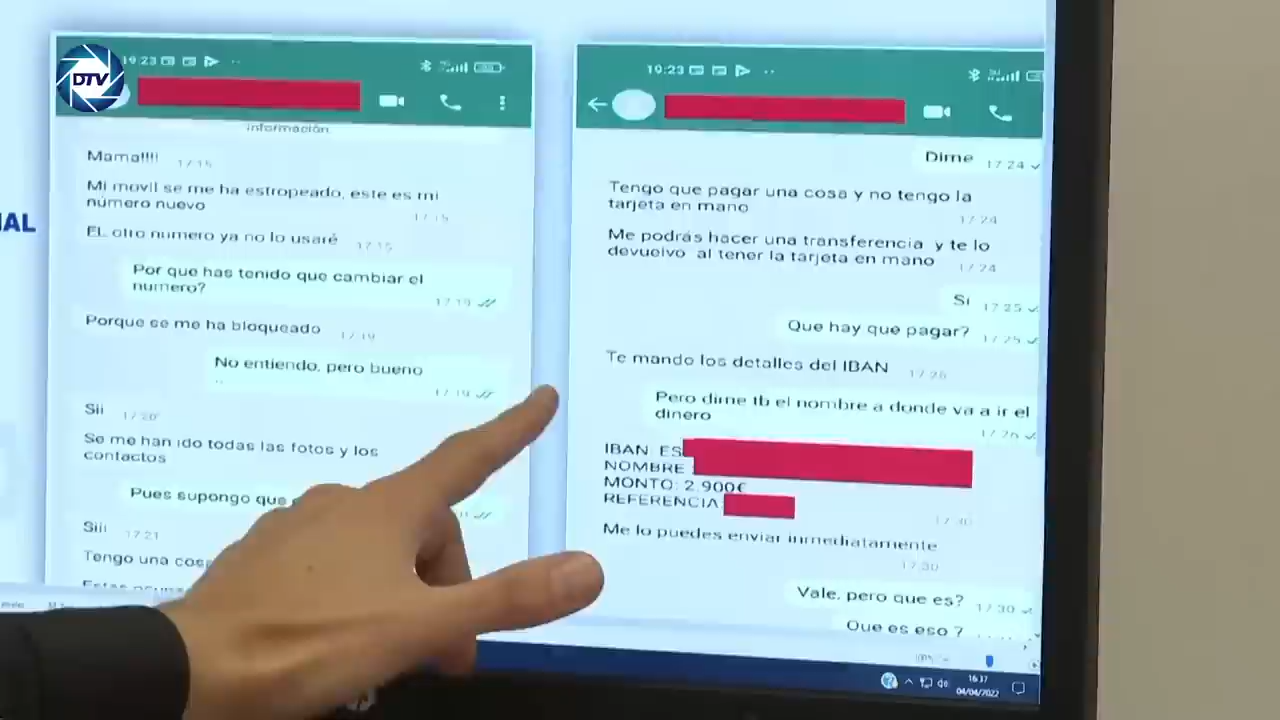 DTV
19:23
información
Mama!!!! 17:15
Mi movil se me ha estropeado, este es mi
número nuevo 17:15
EL otro numero ya no lo usaré 17:15
Por que has tenido que cambiar el
numero? 17:19
Porque se me ha bloqueado 17:19
No entiendo, pero bueno
.. 17:19
Sii 17:20
Se me han ido todas las fotos y los
contactos
Pues supongo que
Siii 17:21
Tengo una cosa
IAL
19:23
Dime 17:24
Tengo que pagar una cosa y no tengo la
tarjeta en mano 17:24
Me podrás hacer una transferencia y te lo
devuelvo al tener la tarjeta en mano 17:24
Si 17:25
Que hay que pagar? 17:25
Te mando los detalles del IBAN 17:26
Pero dime tb el nombre a donde va a ir el
dinero 17:26
IBAN: ES
NOMBRE
MONTO: 2.900€
REFERENCIA
17:30
Me lo puedes enviar inmediatamente
17:30
Vale, pero que es? 17:30
Que es eso ?
100%
16:37
04/04/2022